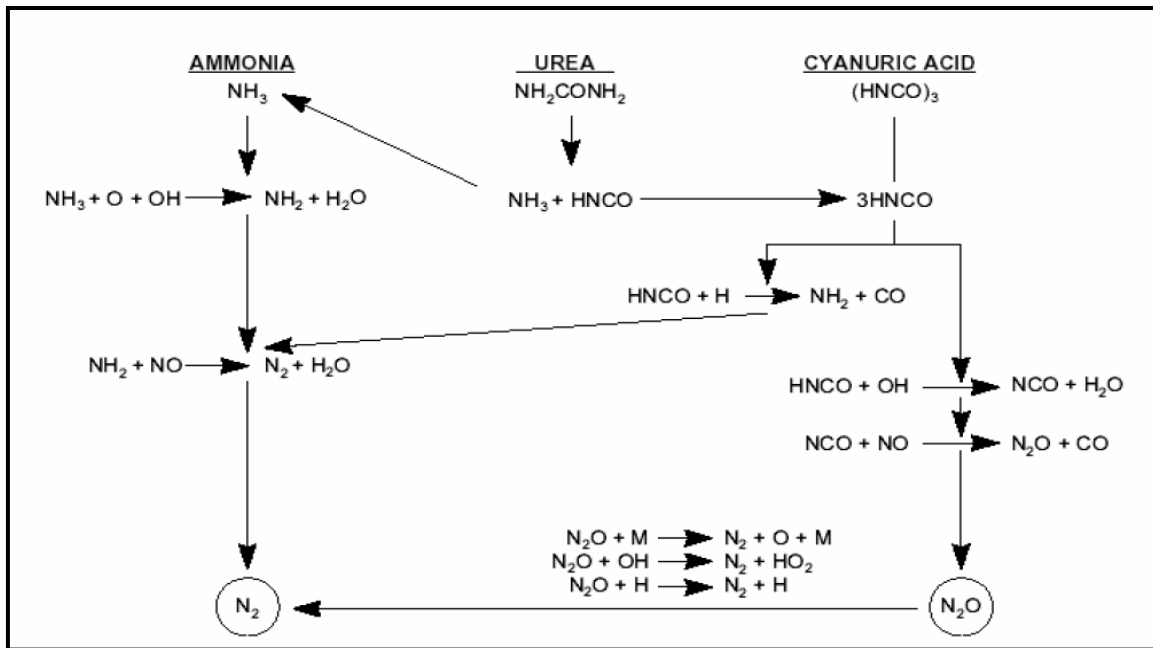 AMMONIA UREA CYANURIC ACID
NH₃ NH₂CONH₂ (HNCO)₃
NH₃ + O + OH NH₂ + H₂O NH₃ + HNCO 3HNCO
HNCO + H NH₂ + CO
NH₂ + NO N₂ + H₂O
HNCO + OH NCO + H₂O
NCO + NO N₂O + CO
N₂O + M N₂ + O + M
N₂O + OH N₂ + HO₂
N₂O + H N₂ + H
N₂ N₂O